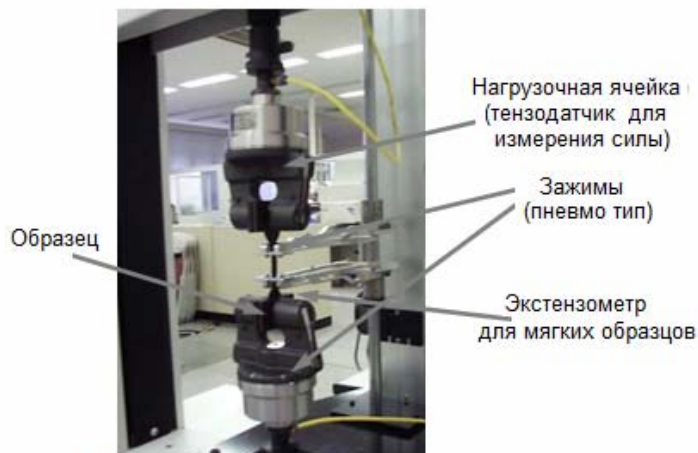 Нагрузочная ячейка
(тензодатчик для
измерения силы)
Зажимы
(пневмо тип)
Образец
Экстензометр
для мягких образцов